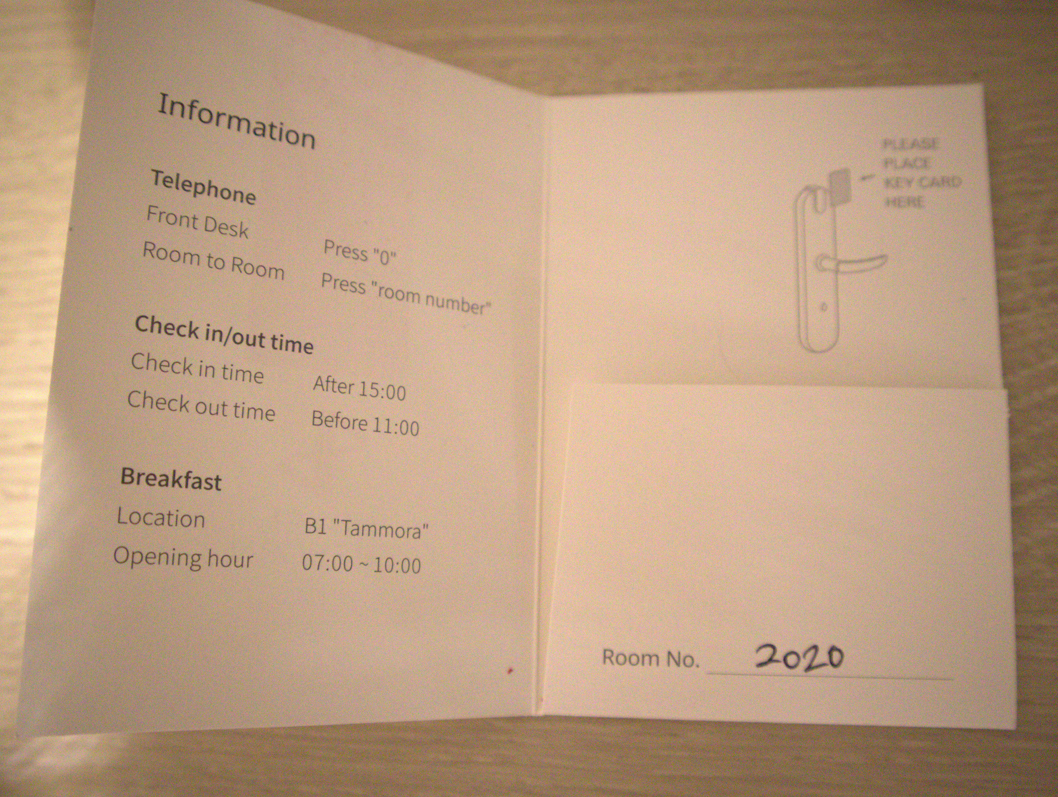 Information
Telephone
Front Desk Press "0"
Room to Room Press "room number"
Check in/out time
Check in time After 15:00
Check out time Before 11:00
Breakfast
Location B1 "Tammora"
Opening hour 07:00 ~ 10:00
PLEASE
PLACE
KEY CARD
HERE
Room No. 2020